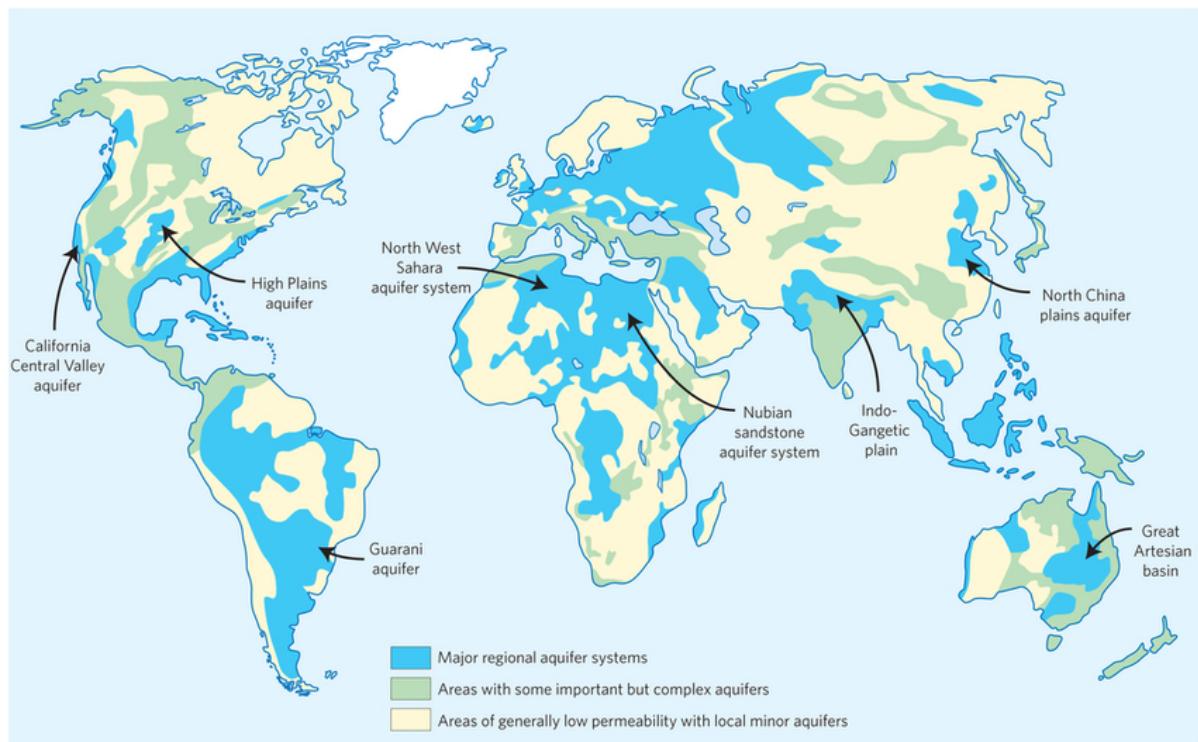 North West
Sahara
aquifer system
High Plains
aquifer
North China
plains aquifer
California
Central Valley
aquifer
Nubian
sandstone
aquifer system
Indo-
Gangetic
plain
Guarani
aquifer
Great
Artesian
basin
Major regional aquifer systems
Areas with some important but complex aquifers
Areas of generally low permeability with local minor aquifers